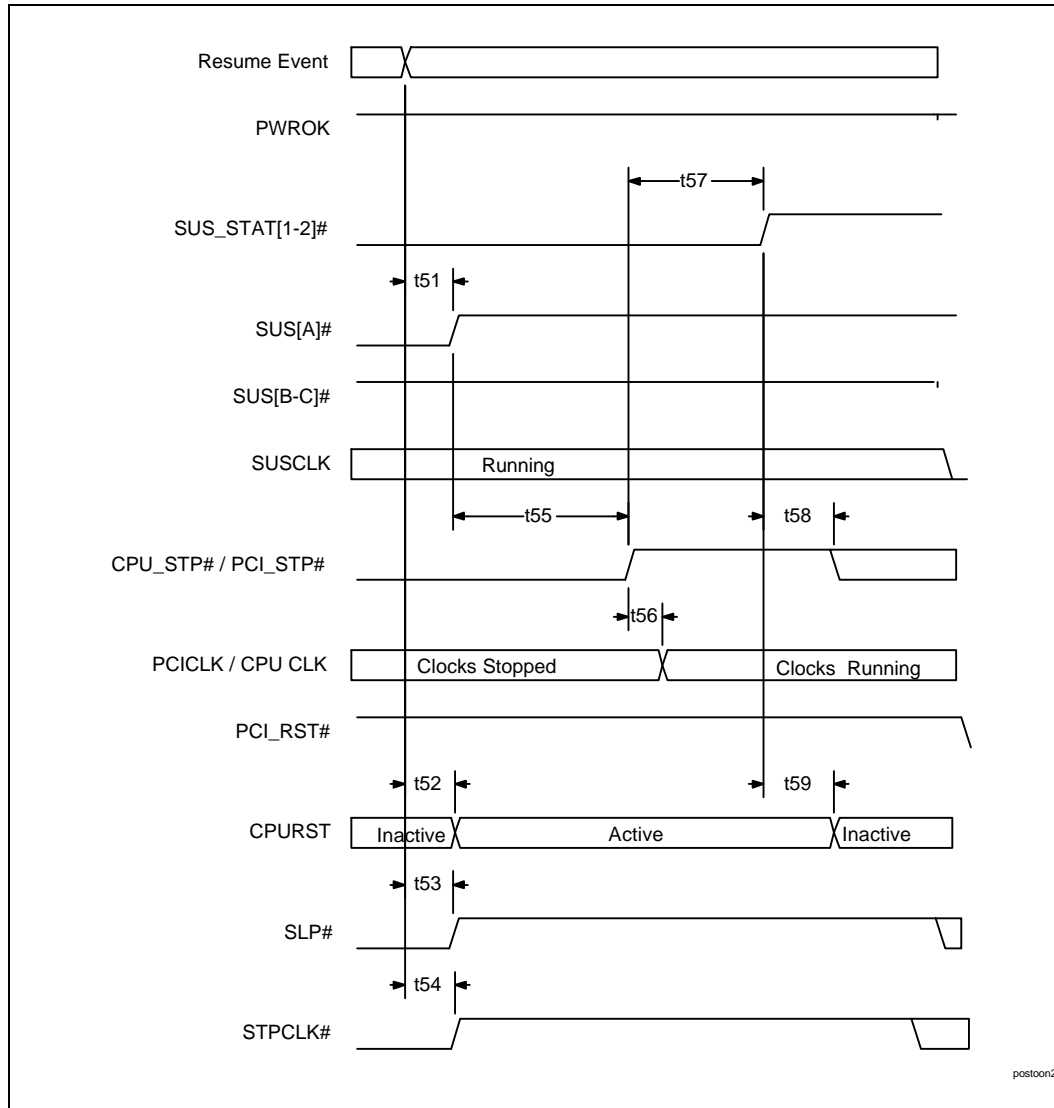 Resume Event
PWROK
t57
SUS_STAT[1-2]#
t51
SUS[A]#
SUS[B-C]#
SUSCLK
Running
t55
t58
CPU_STP# / PCI_STP#
t56
PCICLK / CPU CLK
Clocks Stopped
Clocks Running
PCI_RST#
t52
t59
CPURST
Inactive
Active
Inactive
t53
SLP#
t54
STPCLK#
postoon2